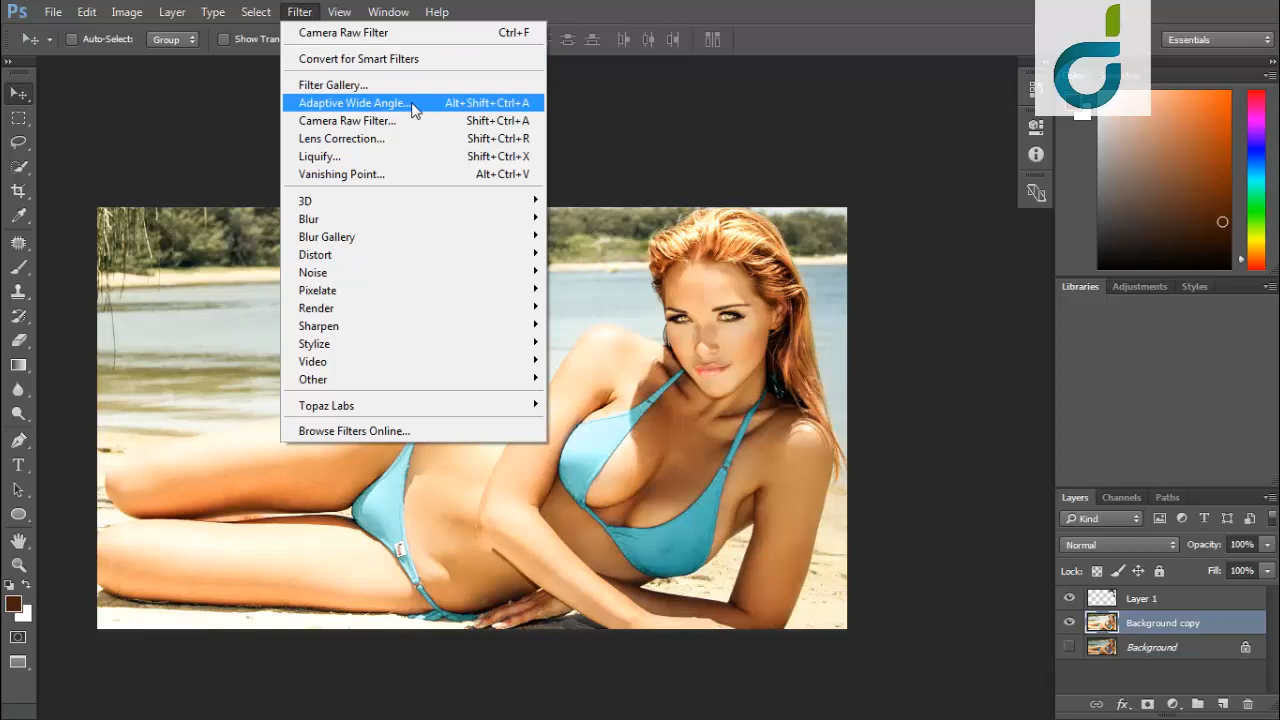 Ps File Edit Image Layer Type Select Filter View Window Help
Auto-Select: Group Show Tran Essentials
Camera Raw Filter Ctrl+F
Convert for Smart Filters
Filter Gallery...
Adaptive Wide Angle... Alt+Shift+Ctrl+A
Camera Raw Filter... Shift+Ctrl+A
Lens Correction... Shift+Ctrl+R
Liquify... Shift+Ctrl+X
Vanishing Point... Alt+Ctrl+V
3D
Blur
Blur Gallery
Distort
Noise
Pixelate
Render
Sharpen
Stylize
Video
Other
Topaz Labs
Browse Filters Online...
Libraries Adjustments Styles
Layers Channels Paths
Kind
Normal Opacity: 100%
Lock: Fill: 100%
Layer 1
Background copy
Background